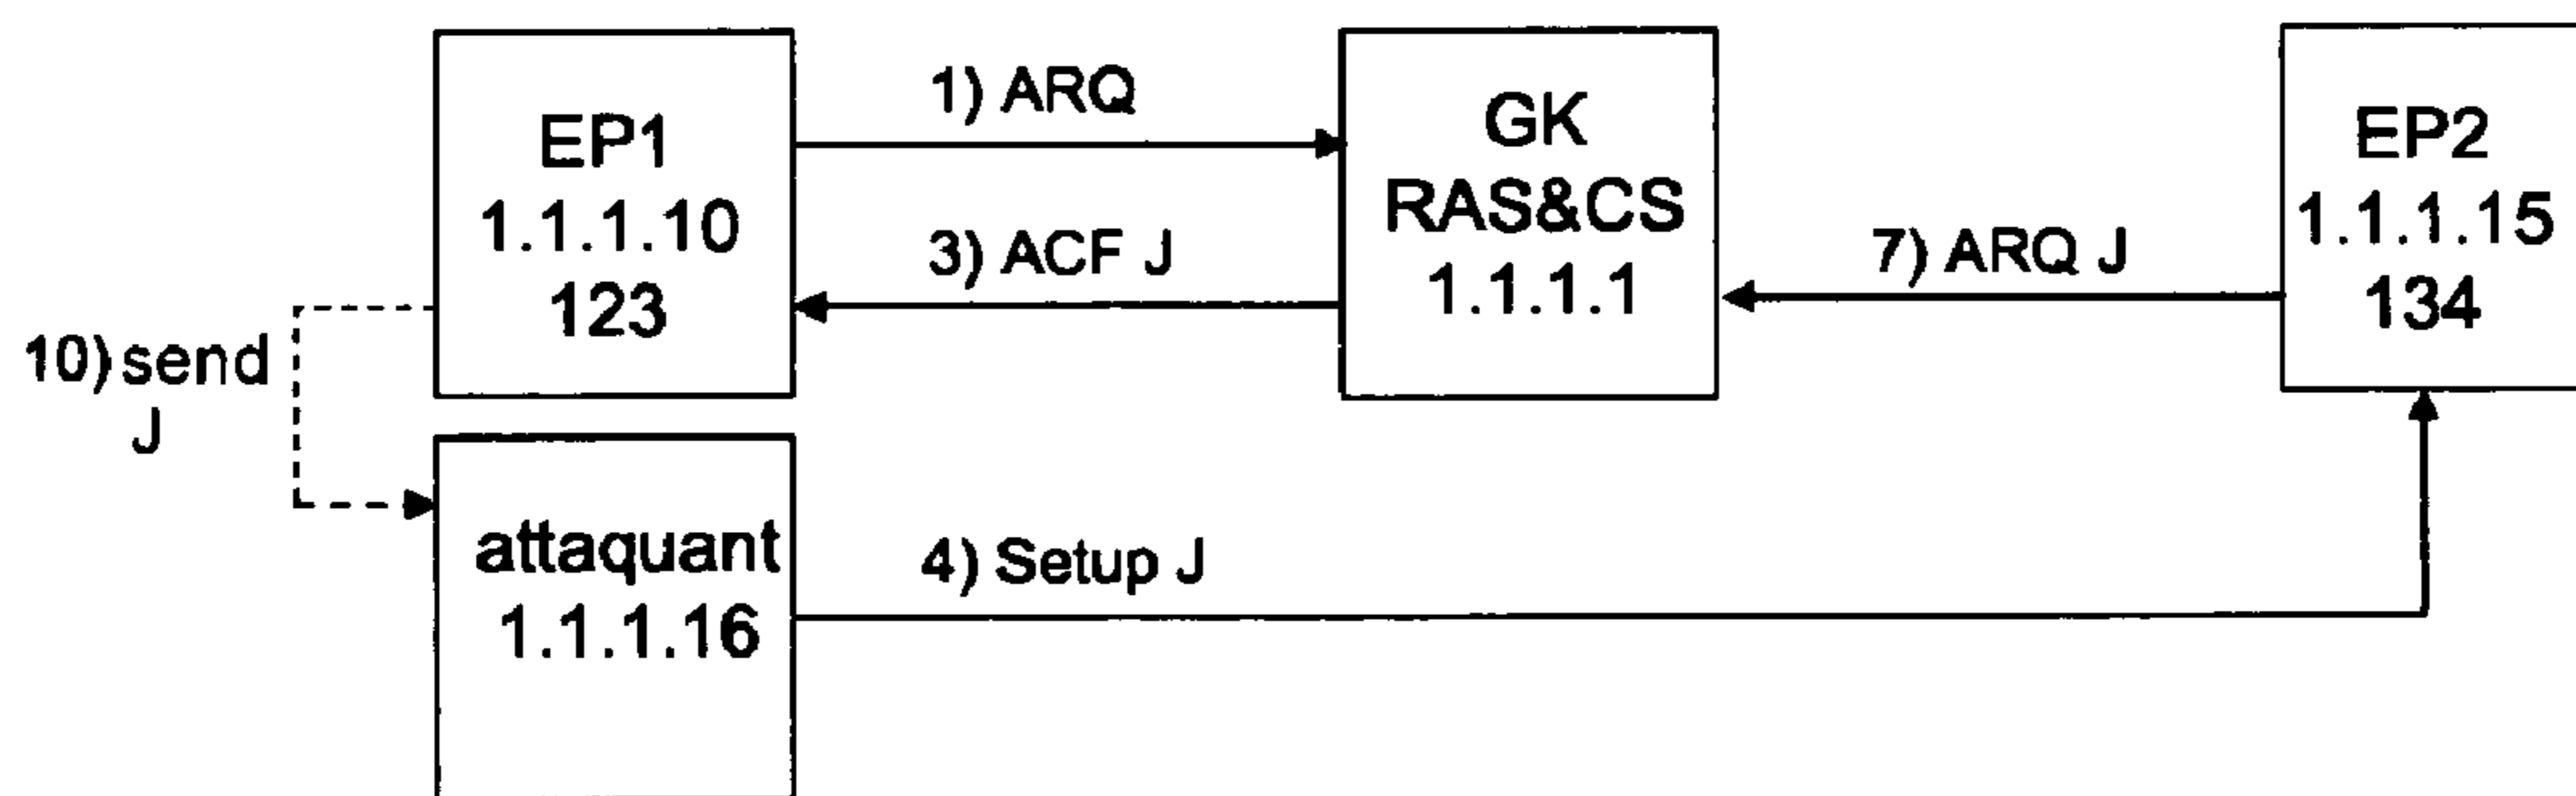 EP1
1.1.1.10
123
1) ARQ
3) ACF J
GK
RAS&CS
1.1.1.1
7) ARQ J
EP2
1.1.1.15
134
10) send
J
attaquant
1.1.1.16
4) Setup J